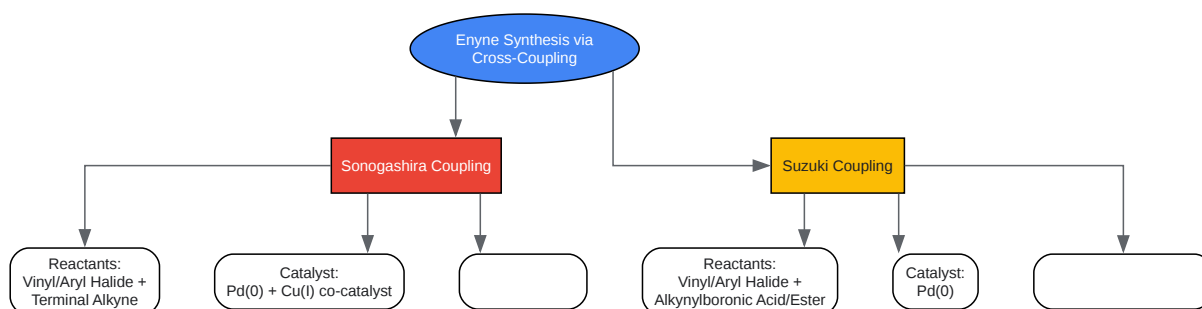 Enyne Synthesis via
Cross-Coupling
Sonogashira Coupling
Suzuki Coupling
Reactants:
Vinyl/Aryl Halide +
Terminal Alkyne
Catalyst:
Pd(0) + Cu(I) co-catalyst
Reactants:
Vinyl/Aryl Halide +
Alkynylboronic Acid/Ester
Catalyst:
Pd(0)